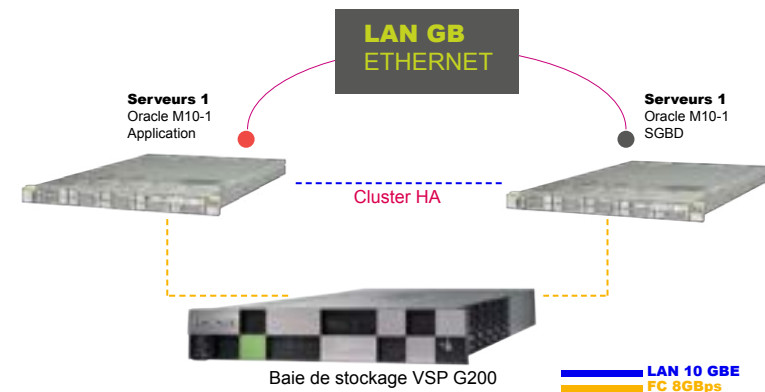 LAN GB
ETHERNET
Serveurs 1
Oracle M10-1
Application
Serveurs 1
Oracle M10-1
SGBD
Cluster HA
Baie de stockage VSP G200
LAN 10 GBE
FC 8GBps